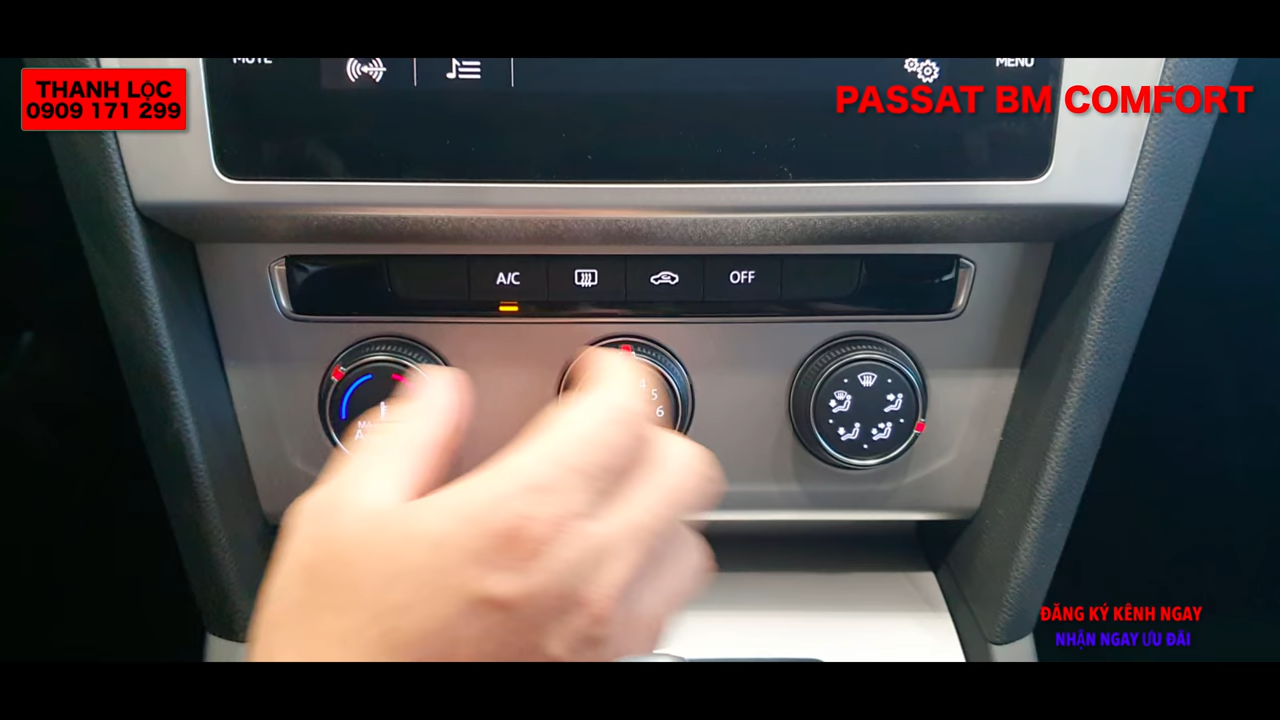 MUTE
MENU
THANH LỘC
0909 171 299
PASSAT BM COMFORT
A/C
OFF
4
5
6
ĐĂNG KÝ KÊNH NGAY
NHẬN NGAY ƯU ĐÃI